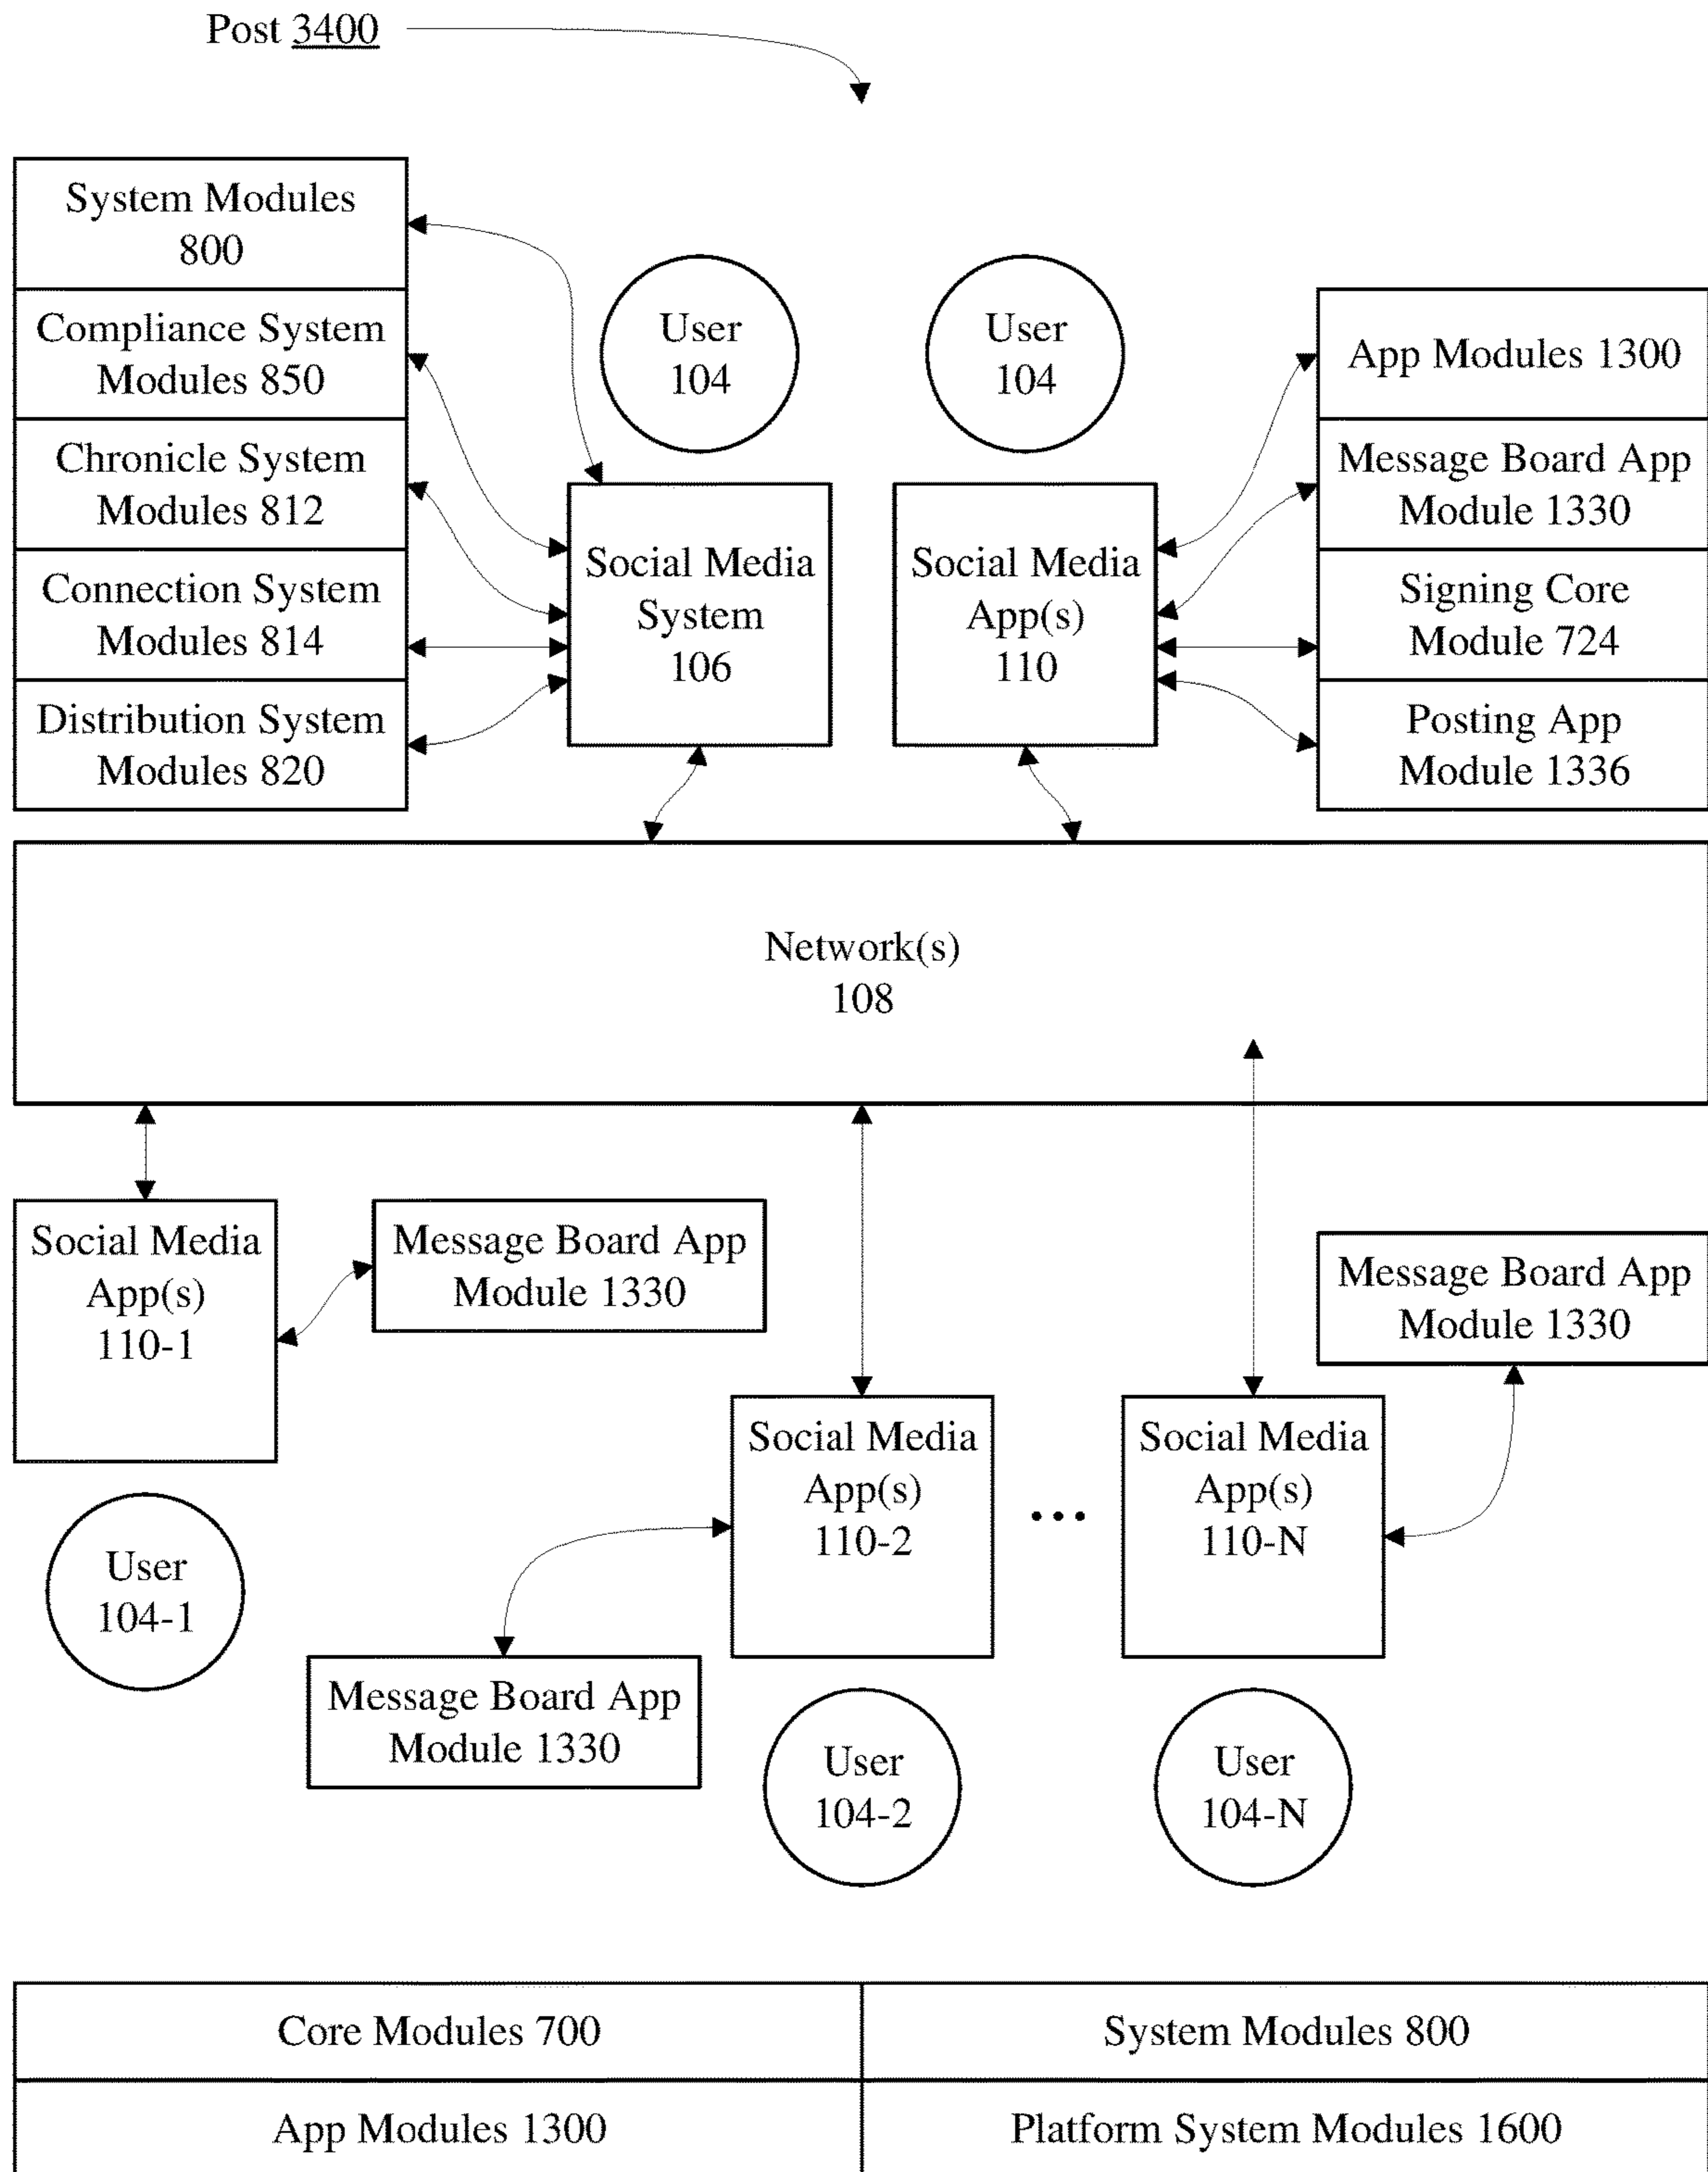 Post 3400
System Modules
800
Compliance System
Modules 850
Chronicle System
Modules 812
Connection System
Modules 814
Distribution System
Modules 820
User
104
Social Media
System
106
User
104
Social Media
App(s)
110
App Modules 1300
Message Board App
Module 1330
Signing Core
Module 724
Posting App
Module 1336
Network(s)
108
Social Media
App(s)
110-1
User
104-1
Message Board App
Module 1330
Message Board App
Module 1330
Social Media
App(s)
110-2
User
104-2
...
Social Media
App(s)
110-N
User
104-N
Message Board App
Module 1330
Core Modules 700
System Modules 800
App Modules 1300
Platform System Modules 1600